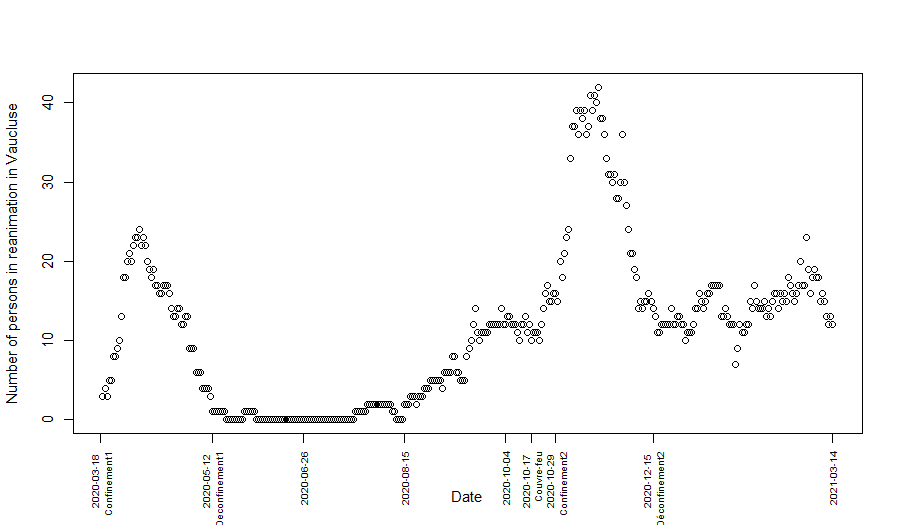 Number of persons in reanimation in Vaucluse
40
30
20
10
0
2020-03-18
Confinement1
2020-05-12
Deconfinement1
2020-06-26
2020-08-15
2020-10-04
2020-10-17
Couvre-feu
2020-10-29
Confinement2
2020-12-15
Déconfinement2
2021-03-14
Date